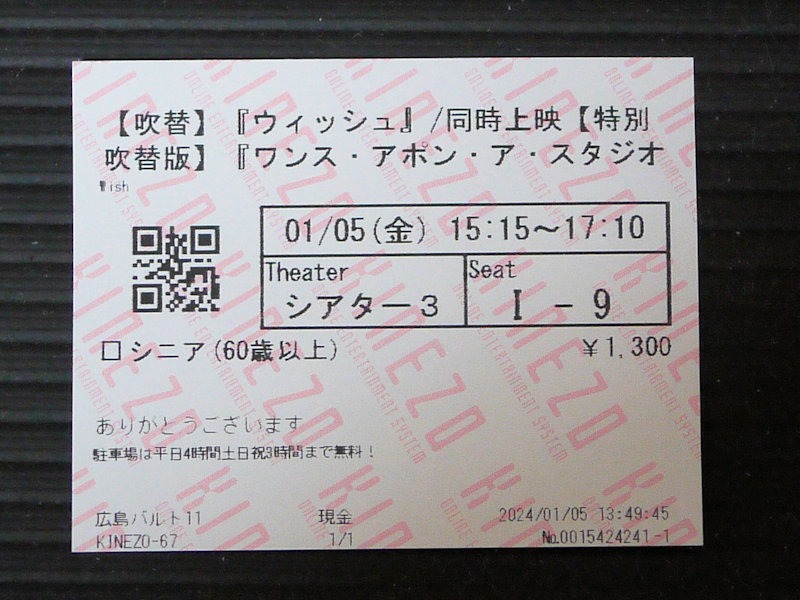 【吹替】『ウィッシュ』/同時上映【特別
吹替版】『ワンス・アポン・ア・スタジオ
Wish
01/05(金) 15:15～17:10
Theater
シアター3
Seat
I - 9
□シニア(60歳以上)
¥1,300
ありがとうございます
駐車場は平日4時間土日祝3時間まで無料!
広島バルト11
現金
2024/01/05 13:49:45
KINEZO-67
1/1
No.0015424241-1
KINEZO
ONLINE ENTERTAINMENT SYSTEM